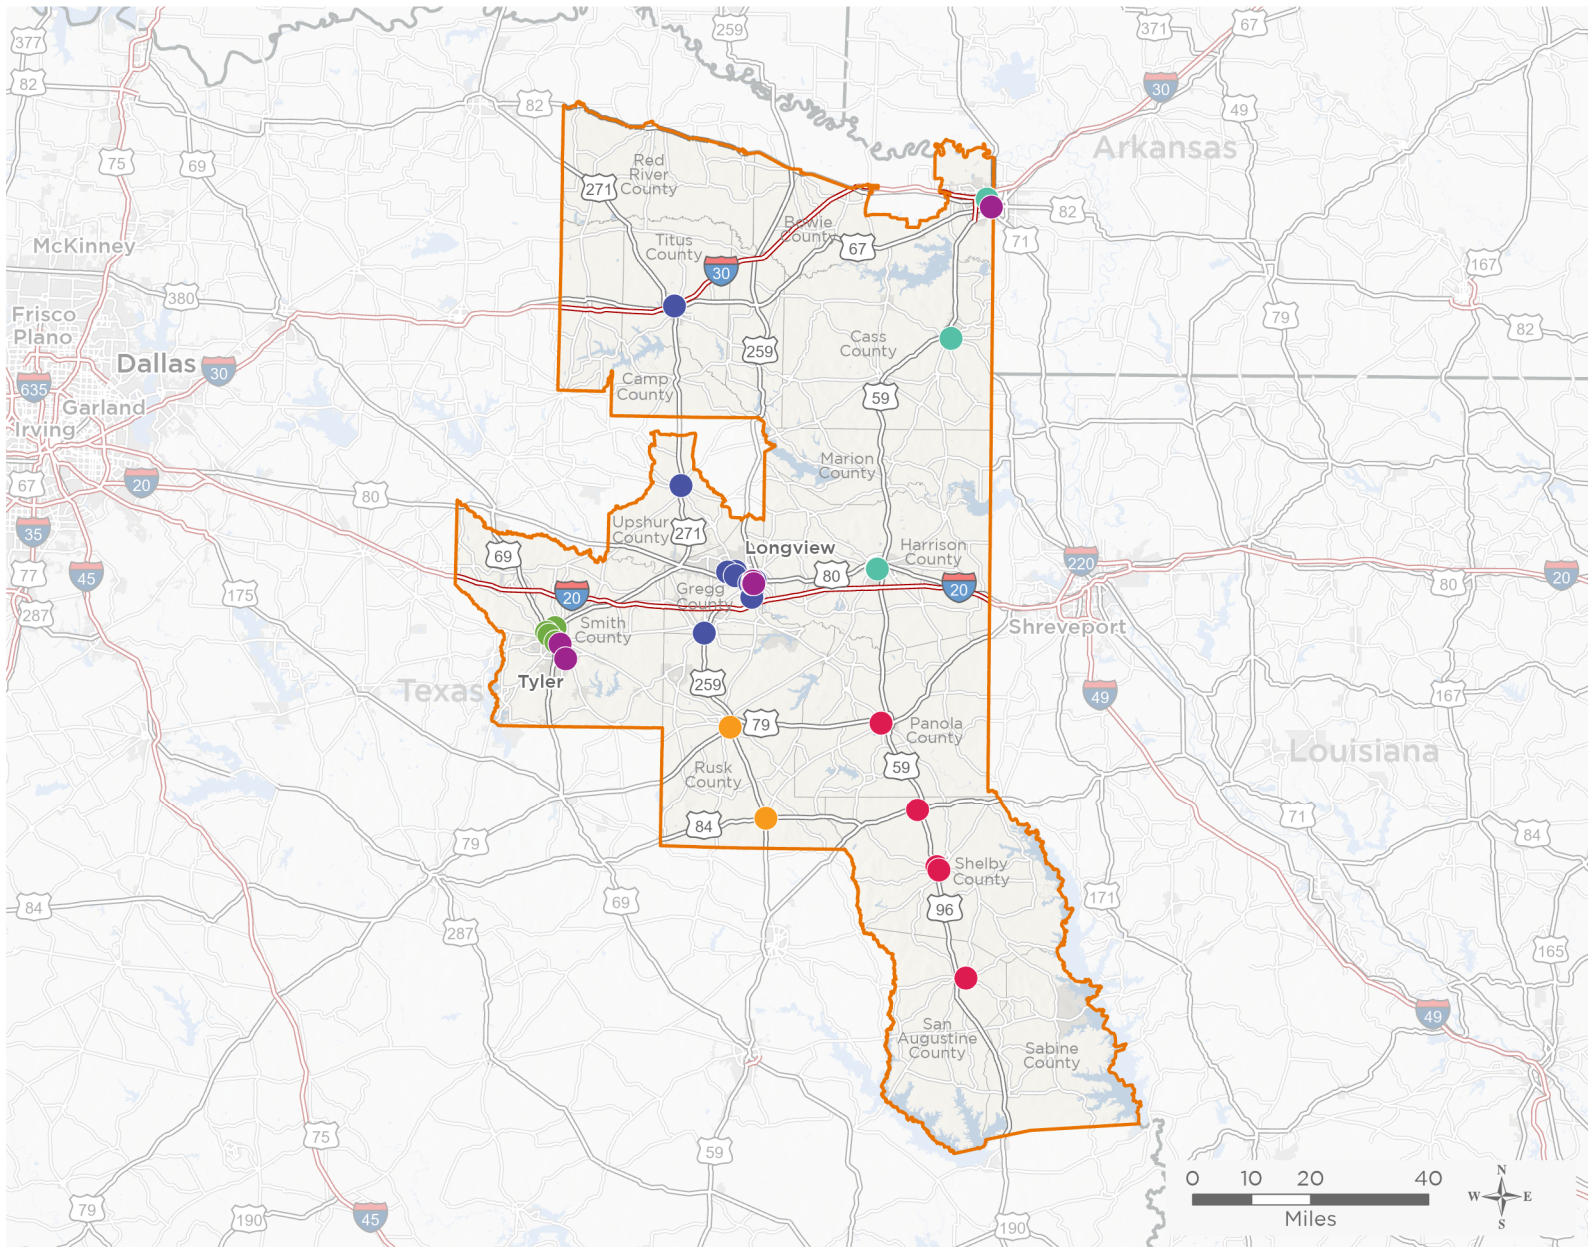 259
371
67
377
82
30
82
49
75
69
Arkansas
Red
River
County
271
82
Bowie
County
71
McKinney
Titus
County
67
167
30
380
Frisco
Plano
79
82
Dallas
30
Cass
County
259
635
Camp
County
59
Garland
Irving
Marion
County
67
20
80
Upshur
County
271
35
Longview
Harrison
County
69
220
77
45
80
20
20
80
20
175
Gregg
County
287
Smith
County
Shreveport
Texas
Tyler
259
49
167
79
Panola
County
Louisiana
59
Rusk
County
84
71
84
79
Shelby
County
69
171
84
96
287
165
49
San
Augustine
County
Sabine
County
75
59
0 10 20 40
Miles
N
W E
S
79
190
45
190